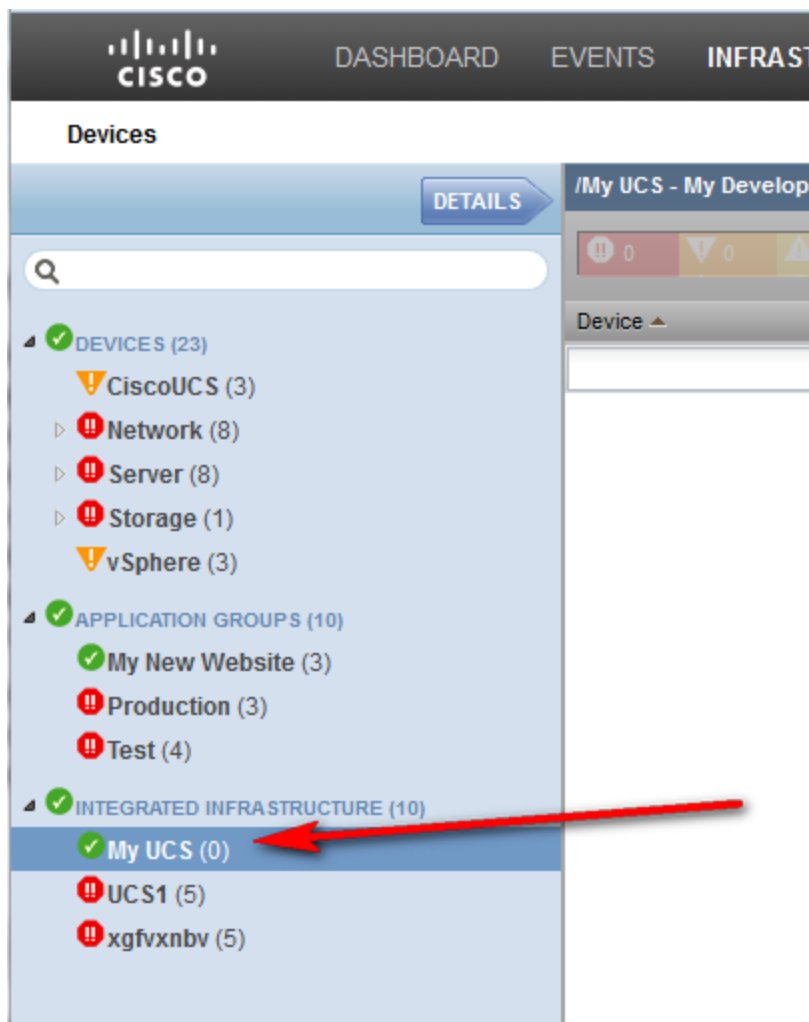 CISCO
DASHBOARD EVENTS INFRAST
Devices
DETAILS
/My UCS - My Develop
0 0
Device
DEVICES (23)
CiscoUCS (3)
Network (8)
Server (8)
Storage (1)
vSphere (3)
APPLICATION GROUPS (10)
My New Website (3)
Production (3)
Test (4)
INTEGRATED INFRASTRUCTURE (10)
My UCS (0)
UCS1 (5)
xgfvxnbv (5)